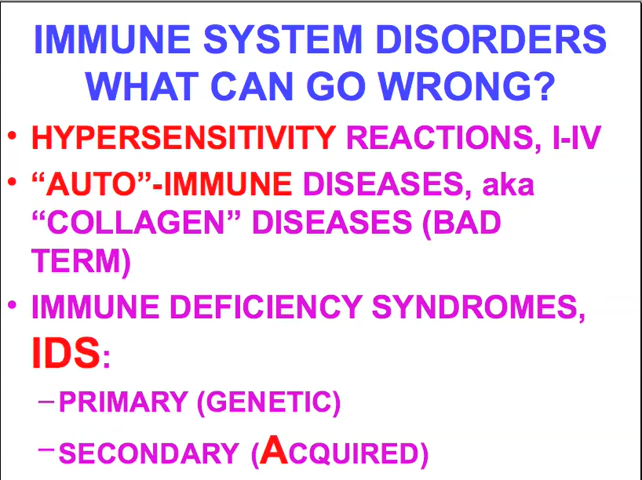 IMMUNE SYSTEM DISORDERS
WHAT CAN GO WRONG?
• HYPERSENSITIVITY REACTIONS, I-IV
• “AUTO”-IMMUNE DISEASES, aka
“COLLAGEN” DISEASES (BAD
TERM)
• IMMUNE DEFICIENCY SYNDROMES,
IDS:
–PRIMARY (GENETIC)
–SECONDARY (ACQUIRED)